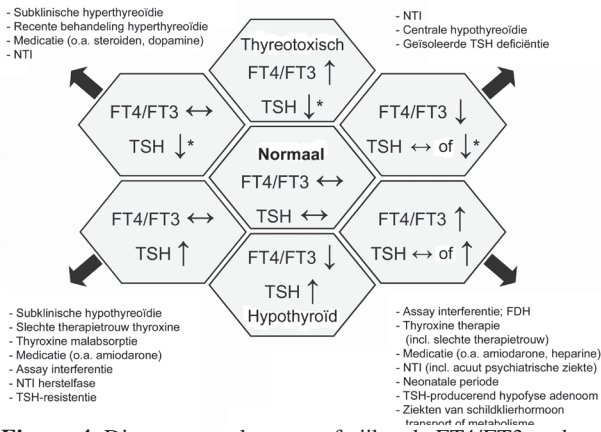 - Subklinische hyperthyreoïdie
- Recente behandeling hyperthyreoïdie
- Medicatie (o.a. steroiden, dopamine)
- NTI
- NTI
- Centrale hypothyreoïdie
- Geïsoleerde TSH deficiëntie
Thyreotoxisch
FT4/FT3 ↑
TSH ↓*
FT4/FT3 ↔
TSH ↓*
FT4/FT3 ↓
TSH ↔ of ↓*
Normaal
FT4/FT3 ↔
TSH ↔
FT4/FT3 ↔
TSH ↑
FT4/FT3 ↑
TSH ↔ of ↑
FT4/FT3 ↓
TSH ↑
Hypothyroïd
- Subklinische hypothyreoïdie
- Slechte therapietrouw thyroxine
- Thyroxine malabsorptie
- Medicatie (o.a. amiodarone)
- Assay interferentie
- NTI herstelfase
- TSH-resistentie
- Assay interferentie; FDH
- Thyroxine therapie
(incl. slechte therapietrouw)
- Medicatie (o.a. amiodarone, heparine)
- NTI (incl. acuut psychiatrische ziekte)
- Neonatale periode
- TSH-producerend hypofyse adenoom
- Ziekten van schildklierhormoon
transport of metabolisme